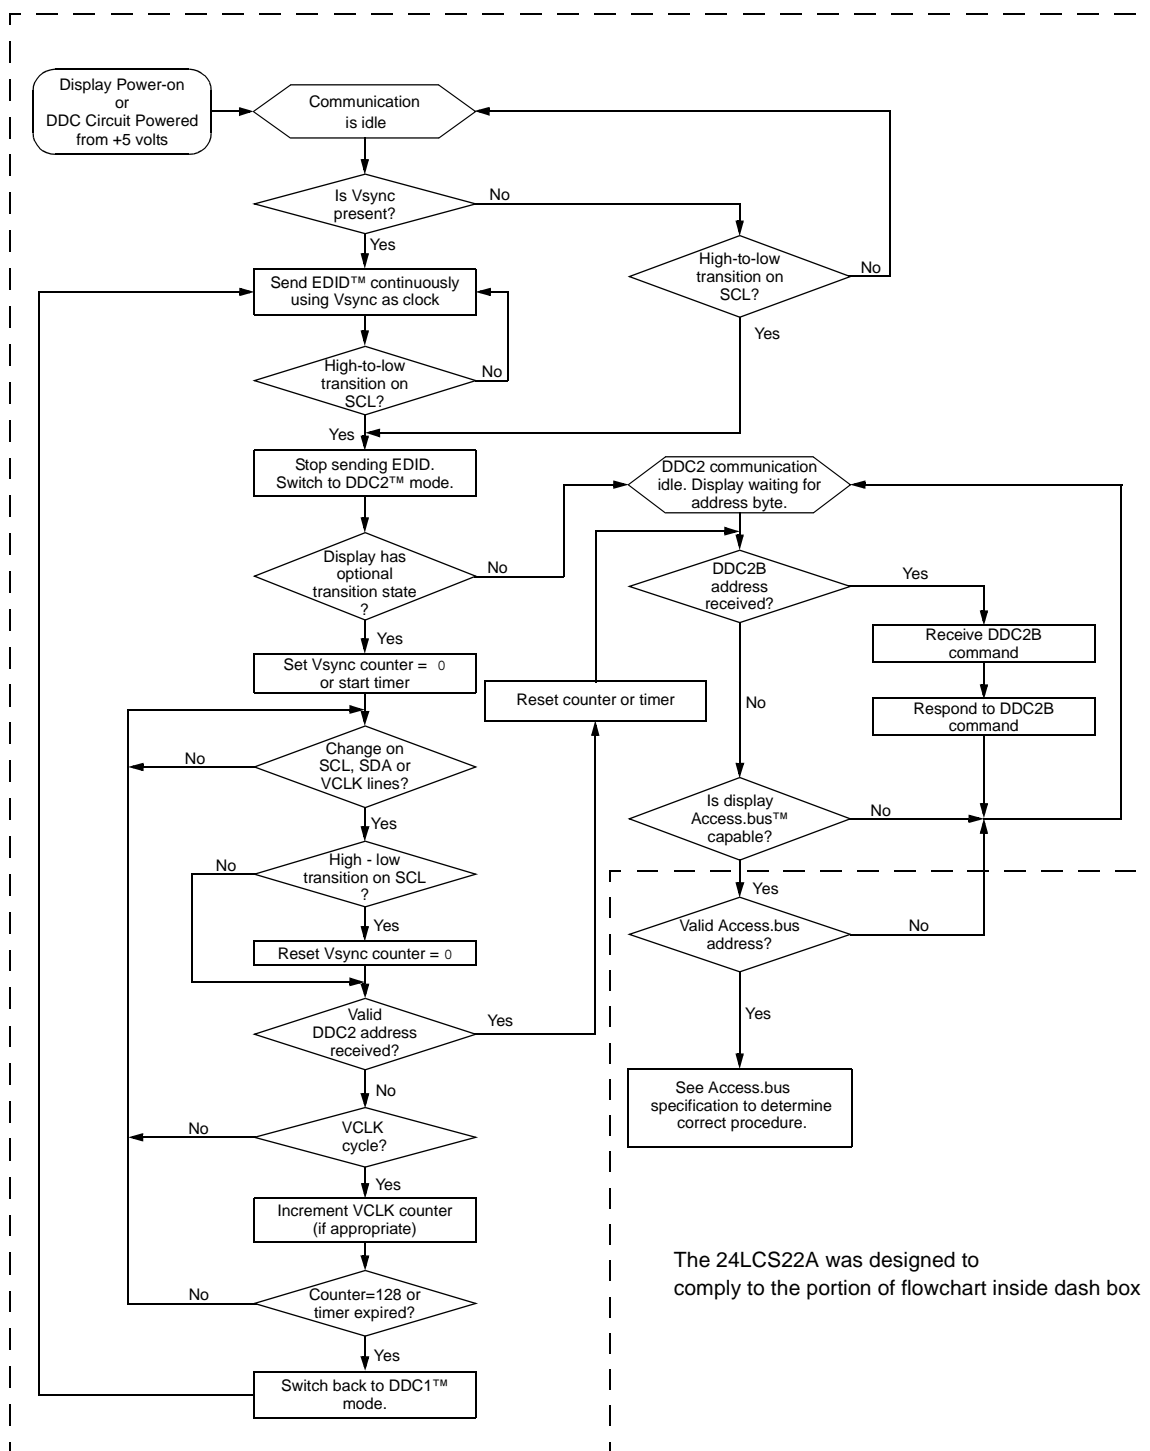 Display Power-on
or
DDC Circuit Powered
from +5 volts
Communication
is idle
Is Vsync
present?
No
Yes
High-to-low
transition on
SCL?
No
Yes
Send EDID™ continuously
using Vsync as clock
High-to-low
transition on
SCL?
No
Yes
Stop sending EDID.
Switch to DDC2™ mode.
DDC2 communication
idle. Display waiting for
address byte.
Display has
optional
transition state
?
No
Yes
DDC2B
address
received?
Yes
No
Receive DDC2B
command
Respond to DDC2B
command
Set Vsync counter = 0
or start timer
Reset counter or timer
Change on
SCL, SDA or
VCLK lines?
No
Yes
Is display
Access.bus™
capable?
No
Yes
High - low
transition on SCL
?
No
Yes
Valid Access.bus
address?
No
Yes
Reset Vsync counter = 0
Valid
DDC2 address
received?
Yes
No
See Access.bus
specification to determine
correct procedure.
VCLK
cycle?
No
Yes
Increment VCLK counter
(if appropriate)
Counter=128 or
timer expired?
No
Yes
Switch back to DDC1™
mode.
The 24LCS22A was designed to
comply to the portion of flowchart inside dash box